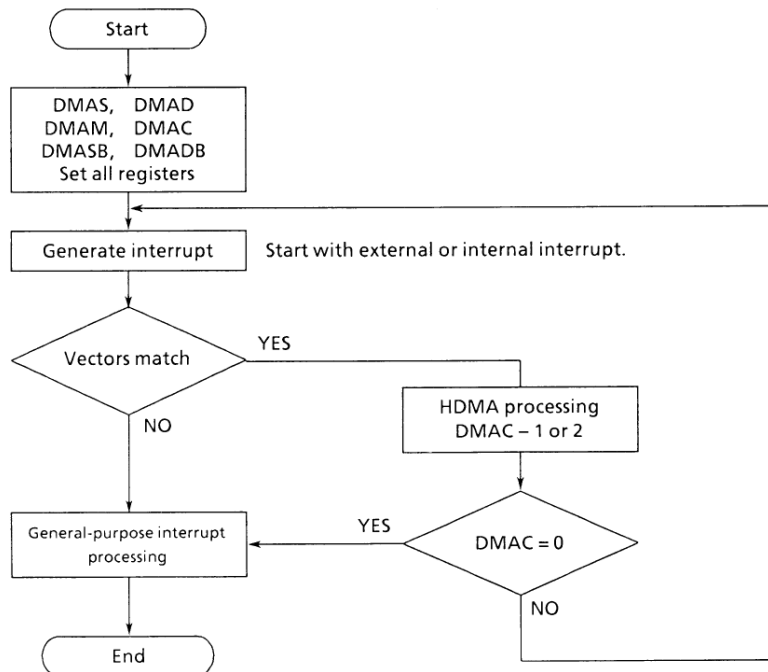 Start
DMAS, DMAD
DMAM, DMAC
DMASB, DMADB
Set all registers
Generate interrupt
Start with external or internal interrupt.
Vectors match
YES
NO
HDMA processing
DMAC – 1 or 2
DMAC = 0
YES
NO
General-purpose interrupt
processing
End